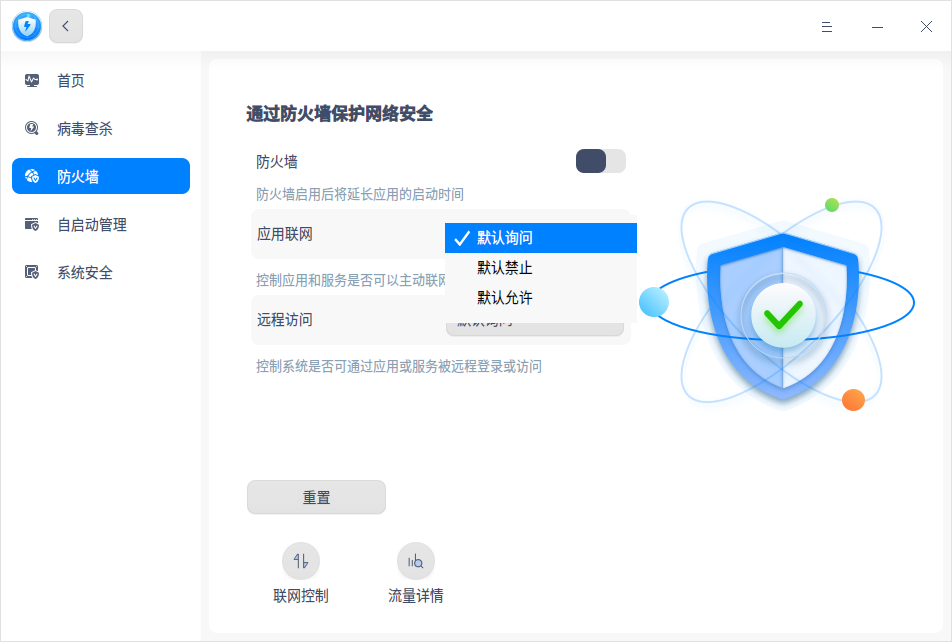 首页
病毒查杀
防火墙
自启动管理
系统安全
通过防火墙保护网络安全
防火墙
防火墙启用后将延长应用的启动时间
应用联网
默认询问
默认禁止
默认允许
控制应用和服务是否可以主动联网
远程访问
默认询问
控制系统是否可通过应用或服务被远程登录或访问
重置
联网控制
流量详情